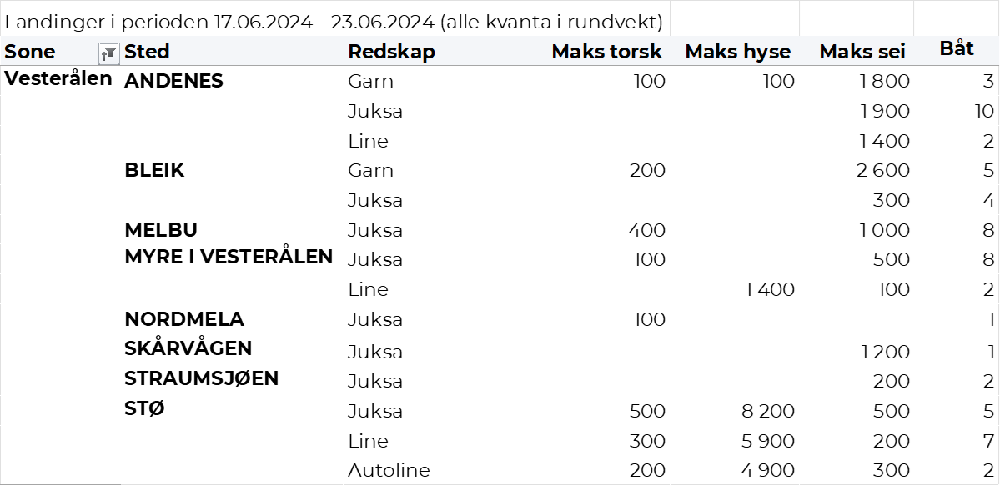 Landinger i perioden 17.06.2024 - 23.06.2024 (alle kvanta i rundvekt)
Sone Sted Redskap Maks torsk Maks hyse Maks sei Båt
Vesterålen ANDENES Garn 100 100 1 800 3
Juksa 1 900 10
Line 1 400 2
BLEIK Garn 200 2 600 5
Juksa 300 4
MELBU Juksa 400 1 000 8
MYRE I VESTERÅLEN Juksa 100 500 8
Line 1 400 100 2
NORDMELA Juksa 100 1
SKÅRVÅGEN Juksa 1 200 1
STRAUMSJØEN Juksa 200 2
STØ Juksa 500 8 200 500 5
Line 300 5 900 200 7
Autoline 200 4 900 300 2